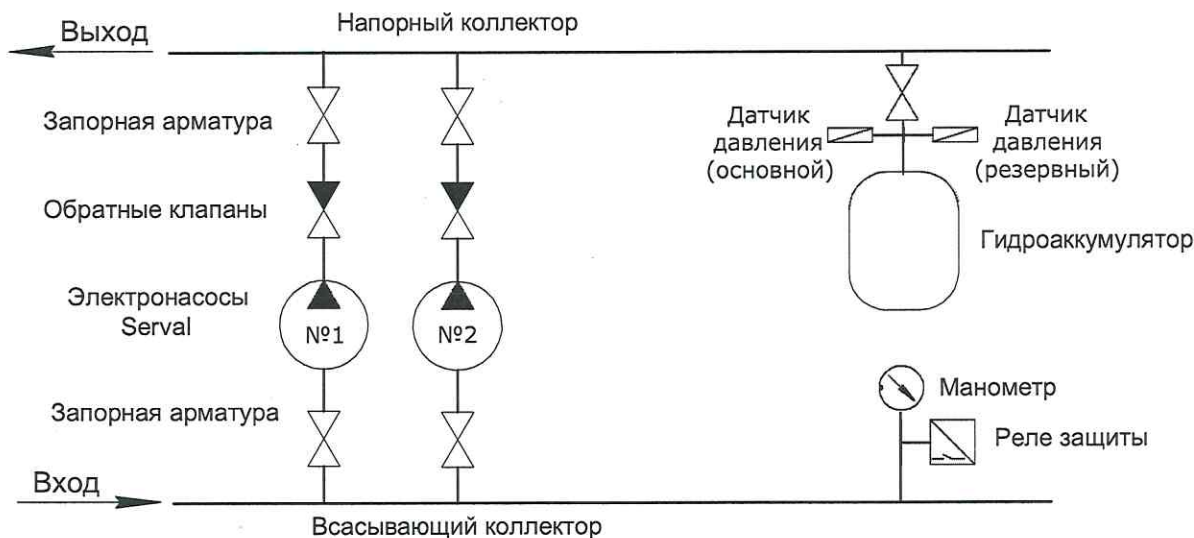 Напорный коллектор
Выход
Запорная арматура
Датчик
давления
(основной)
Датчик
давления
(резервный)
Обратные клапаны
Гидроаккумулятор
Электронасосы
Serval
№1
№2
Манометр
Запорная арматура
Реле защиты
Вход
Всасывающий коллектор